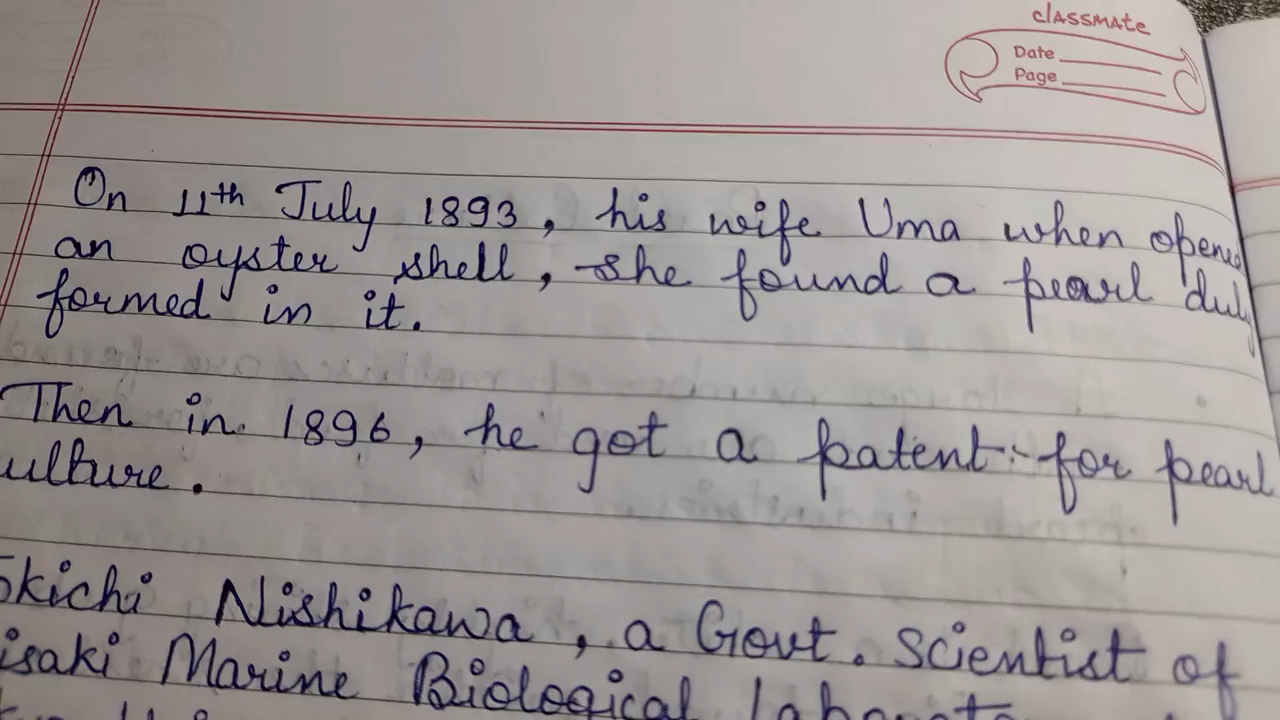 classmate
Date
Page
On 11th July 1893, his wife Uma when opened
an oyster shell, she found a pearl duly
formed in it.
Then in 1896, he got a patent for pearl
ulture.
okichi Nishikawa, a Govt. scientist of
isaki Marine Biological